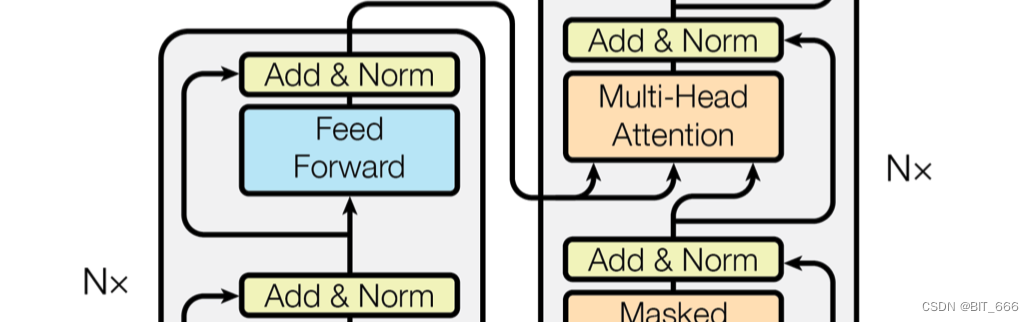 Add & Norm
Feed
Forward
Add & Norm
Nx
Add & Norm
Multi-Head
Attention
Nx
Add & Norm
Masked
CSDN @BIT_666